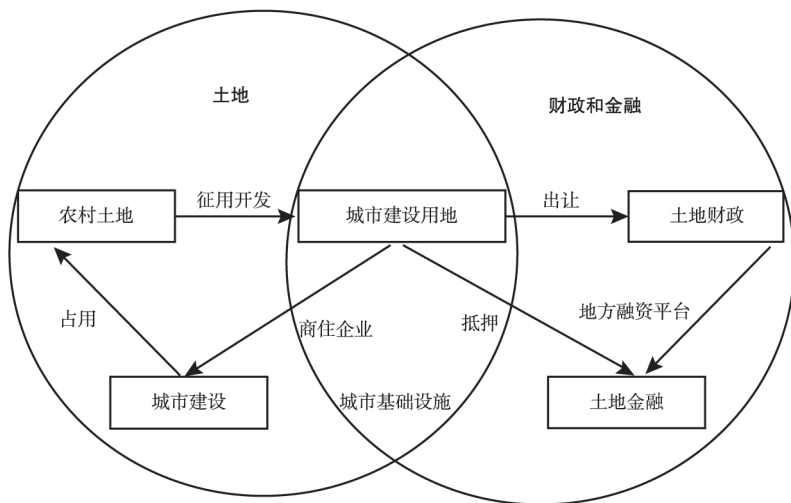 土地
财政和金融
农村土地
征用开发
城市建设用地
出让
土地财政
占用
商住企业
抵押
地方融资平台
城市建设
城市基础设施
土地金融